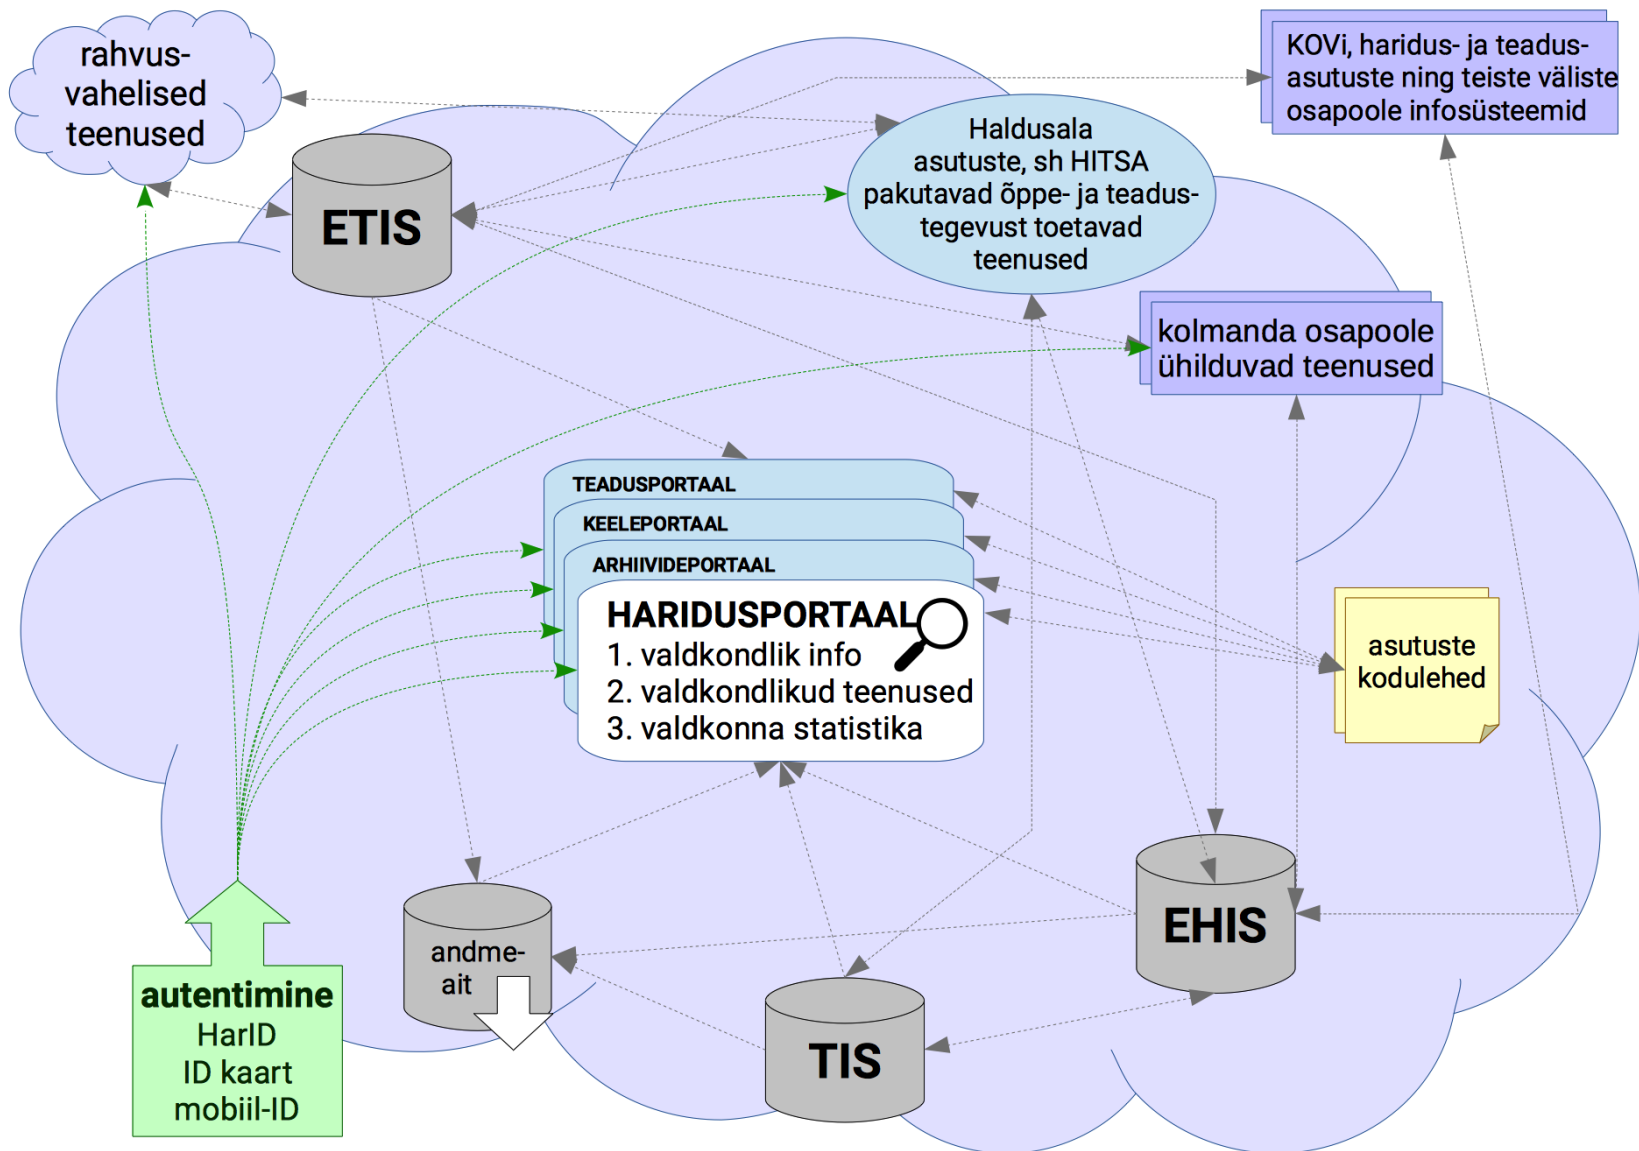 rahvus-
vahelised
teenused
KOVi, haridus- ja teadus-
asutuste ning teiste väliste
osapoole infosüsteemid
Haldusala
asutuste, sh HITSA
pakutavad õppe- ja teadus-
tegevust toetavad
teenused
ETIS
kolmanda osapoole
ühilduvad teenused
TEADUSPORTAAL
KEELEPORTAAL
ARHIIVIDEPORTAAL
HARIDUSPORTAAL
1. valdkondlik info
2. valdkondlikud teenused
3. valdkonna statistika
asutuste
kodulehed
EHIS
andme-
ait
TIS
autentimine
HarID
ID kaart
mobiil-ID